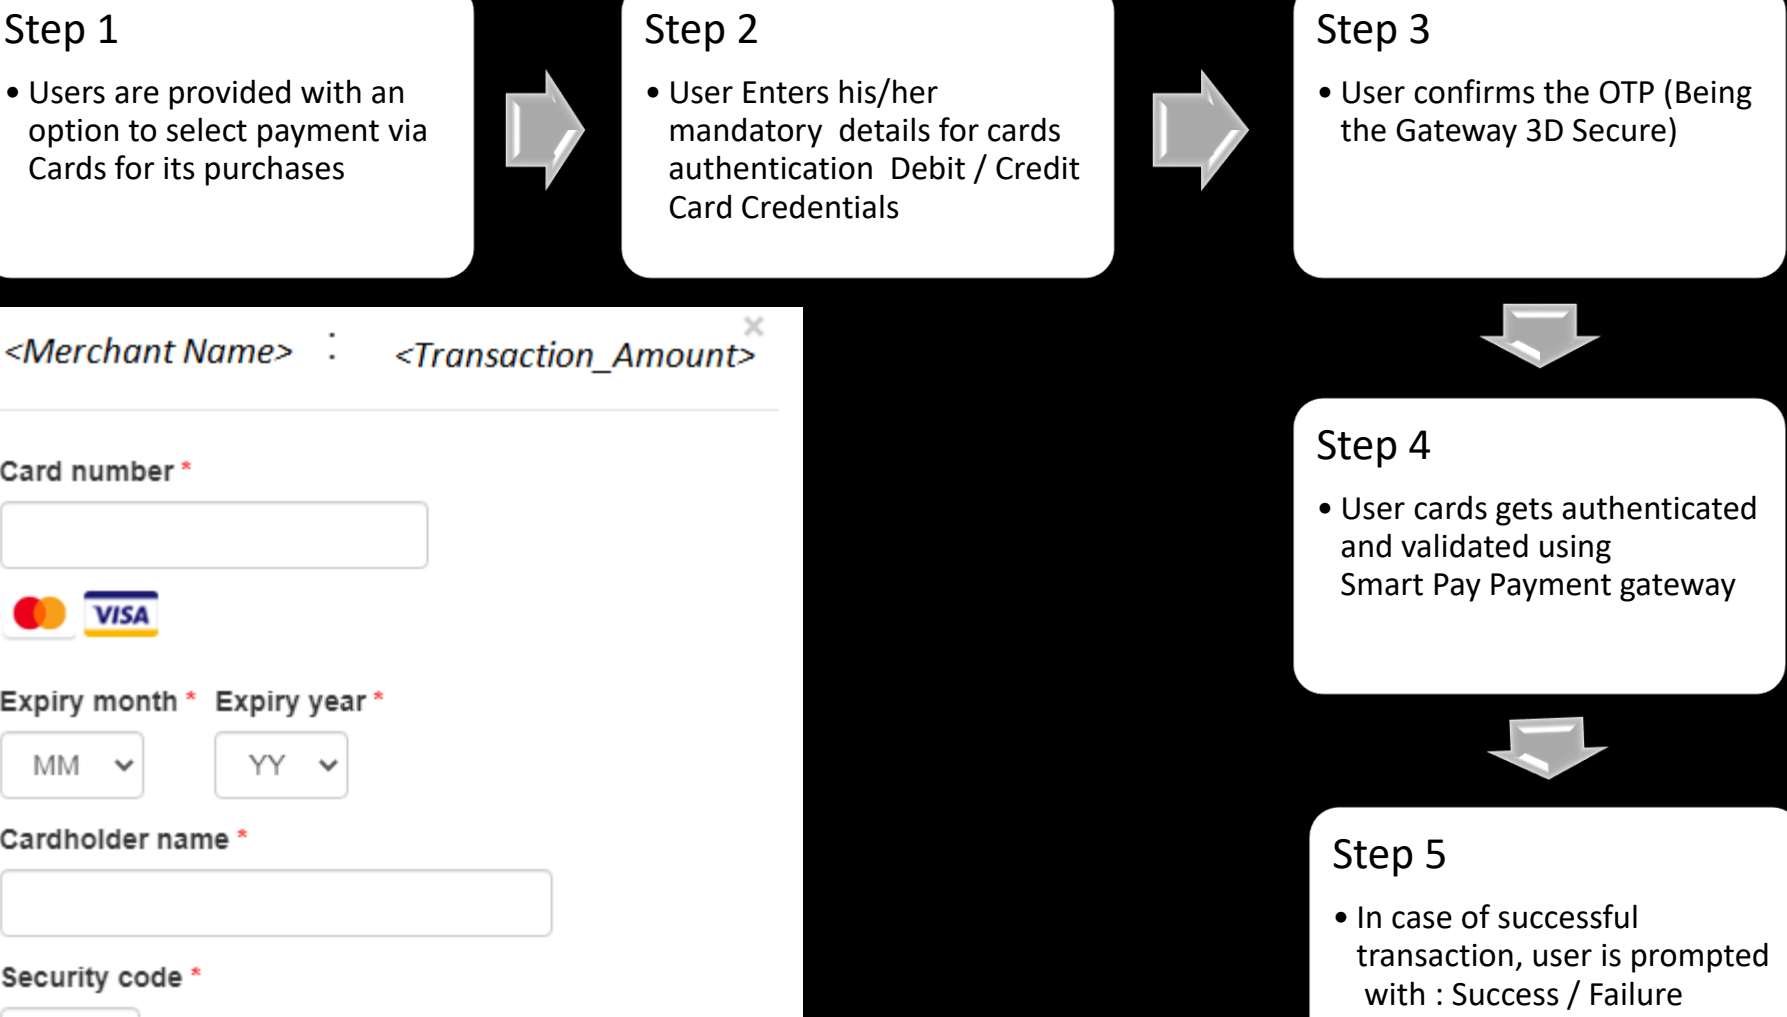 Step 1
• Users are provided with an
option to select payment via
Cards for its purchases
Step 2
• User Enters his/her
mandatory  details for cards
authentication  Debit / Credit
Card Credentials
Step 3
• User confirms the OTP (Being
the Gateway 3D Secure)
Step 4
• User cards gets authenticated
and validated using
Smart Pay Payment gateway
Step 5
• In case of successful
transaction, user is prompted
with : Success / Failure
<Merchant Name> : <Transaction_Amount>
×
Card number *
VISA
Expiry month * Expiry year *
MM YY
Cardholder name *
Security code *